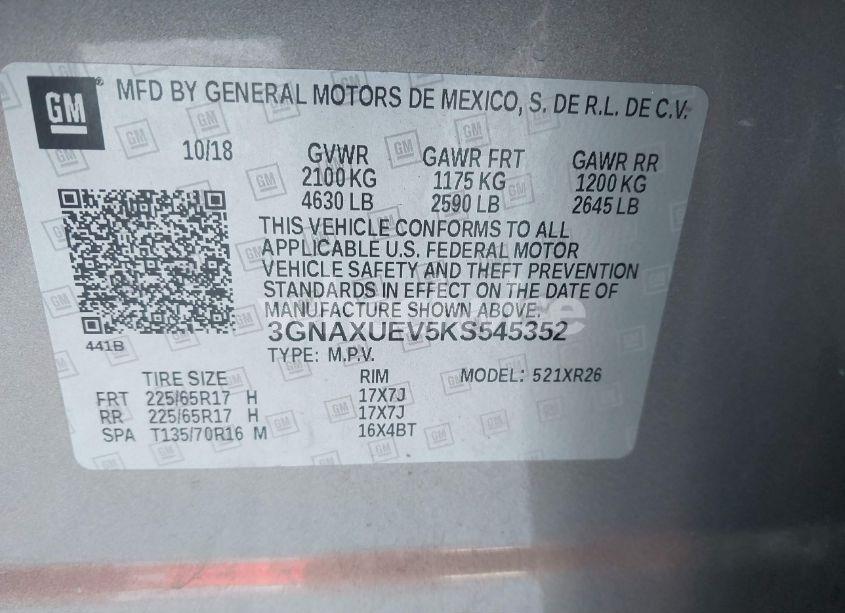 GM
MFD BY GENERAL MOTORS DE MEXICO, S. DE R.L. DE C.V.
10/18 GVWR GAWR FRT GAWR RR
2100 KG 1175 KG 1200 KG
4630 LB 2590 LB 2645 LB
THIS VEHICLE CONFORMS TO ALL
APPLICABLE U.S. FEDERAL MOTOR
VEHICLE SAFETY AND THEFT PREVENTION
STANDARDS IN EFFECT ON THE DATE OF
MANUFACTURE SHOWN ABOVE.
3GNAXUEV5KS545352
441B
TYPE: M.P.V.
TIRE SIZE RIM MODEL: 521XR26
FRT 225/65R17 H 17X7J
RR 225/65R17 H 17X7J
SPA T135/70R16 M 16X4BT